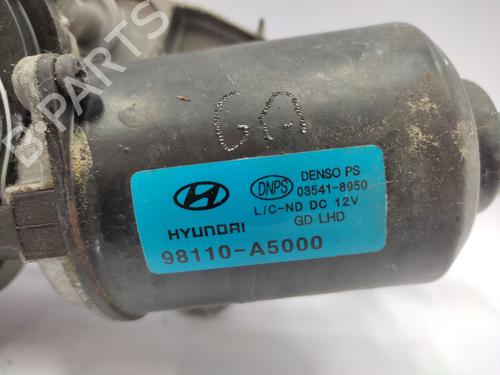 GA
DENSO PS
DNPS
03541-8950
L/C-ND DC 12V
GD LHD
HYUNDAI
98110-A5000
B-PARTS